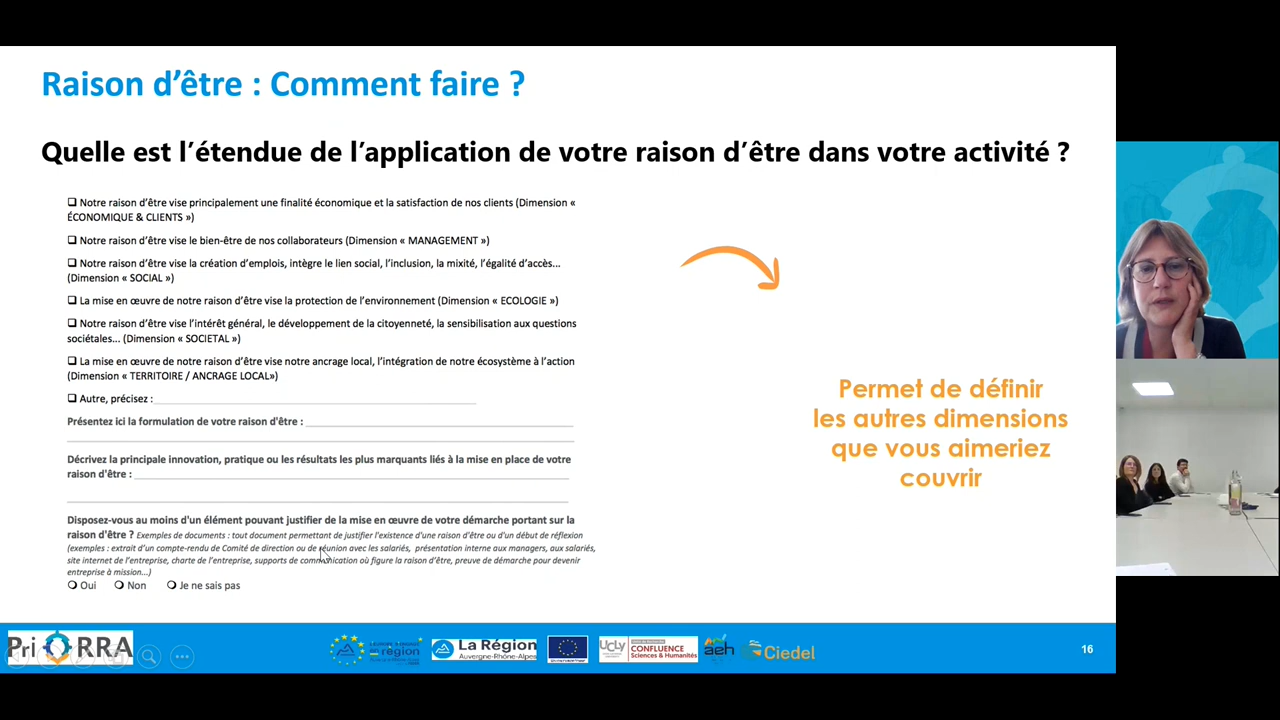 Raison d'être : Comment faire ?
Quelle est l'étendue de l'application de votre raison d'être dans votre activité ?
❑ Notre raison d'être vise principalement une finalité économique et la satisfaction de nos clients (Dimension «
ÉCONOMIQUE & CLIENTS »)
❑ Notre raison d'être vise le bien-être de nos collaborateurs (Dimension « MANAGEMENT »)
❑ Notre raison d'être vise la création d'emplois, intègre le lien social, l'inclusion, la mixité, l'égalité d'accès...
(Dimension « SOCIAL »)
❑ La mise en œuvre de notre raison d'être vise la protection de l'environnement (Dimension « ECOLOGIE »)
❑ Notre raison d'être vise l'intérêt général, le développement de la citoyenneté, la sensibilisation aux questions
sociétales... (Dimension « SOCIETAL »)
❑ La mise en œuvre de notre raison d'être vise notre ancrage local, l'intégration de notre écosystème à l'action
(Dimension « TERRITOIRE / ANCRAGE LOCAL»)
❑ Autre, précisez :
Présentez ici la formulation de votre raison d'être :
Décrivez la principale innovation, pratique ou les résultats les plus marquants liés à la mise en place de votre
raison d'être :
Disposez-vous au moins d'un élément pouvant justifier de la mise en œuvre de votre démarche portant sur la
raison d'être ? Exemples de documents : tout document permettant de justifier l'existence d'une raison d'être ou d'un début de réflexion
(exemples : extrait d'un compte-rendu de Comité de direction ou de réunion avec les salariés, présentation interne aux managers, aux salariés,
site internet de l'entreprise, charte de l'entreprise, supports de communication où figure la raison d'être, preuve de démarche pour devenir
entreprise à mission...)
Oui Non Je ne sais pas
Permet de définir
les autres dimensions
que vous aimeriez
couvrir
PriORRA
La Région
Auvergne-Rhône-Alpes
UCLy
CONFLUENCE
Sciences & Humanités
aeh
Ciedel
16